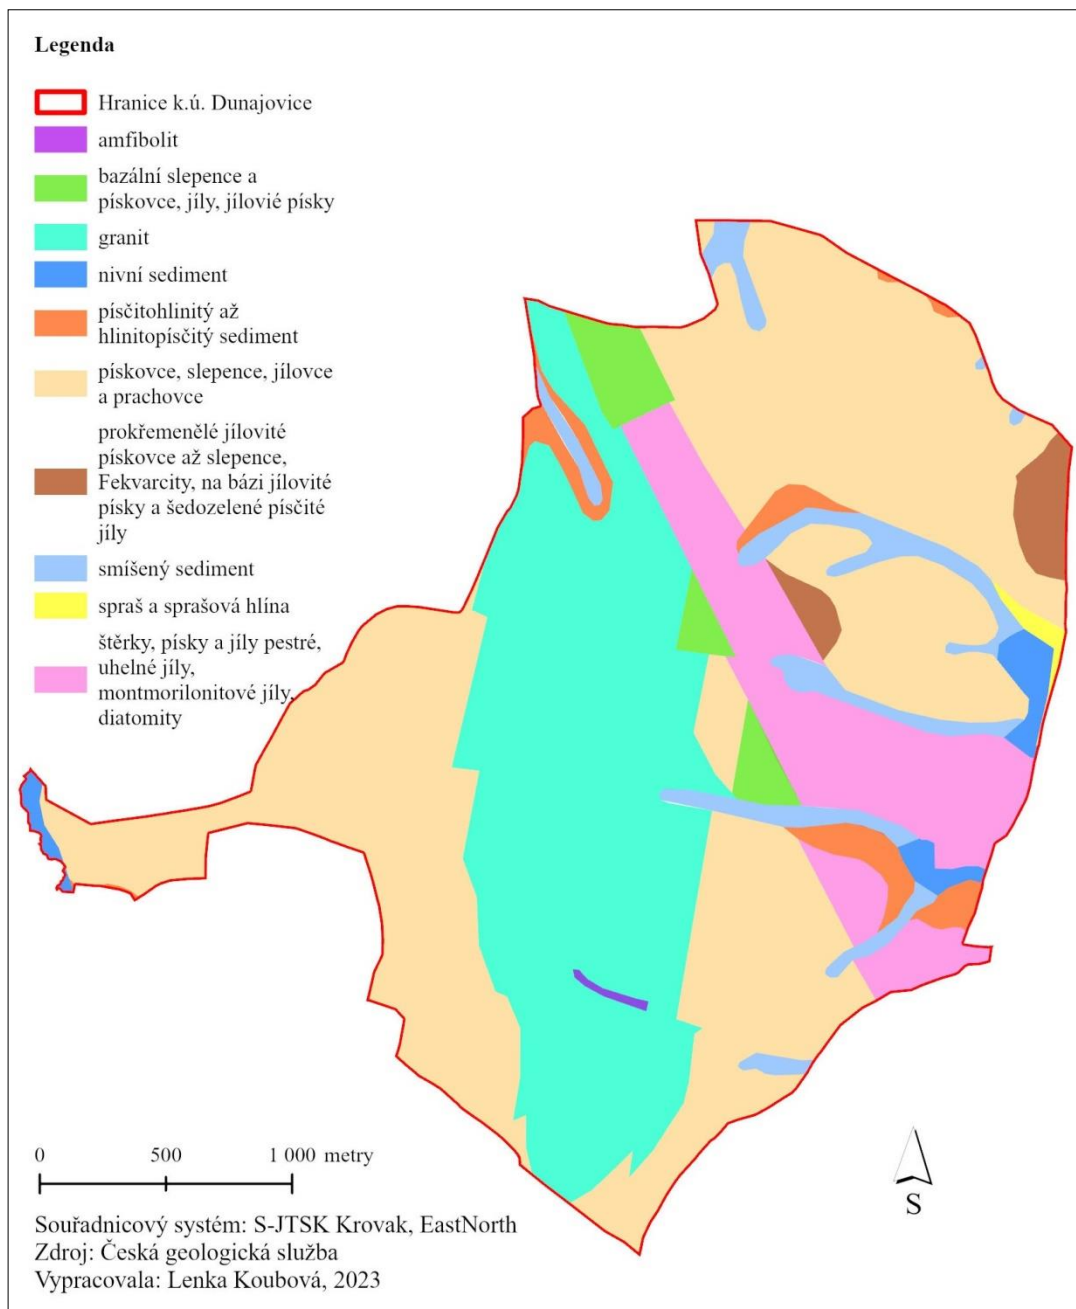 Legenda
Hranice k.ú. Dunajovice
amfibolit
bazální slepence a
pískovce, jíly, jílovié písky
granit
nivní sediment
písčitohlinitý až
hlinitopísčitý sediment
pískovce, slepence, jílovce
a prachovce
prokřemenělé jílovité
pískovce až slepence,
Fekvarcity, na bázi jílovité
písky a šedozelené písčité
jíly
smíšený sediment
spraš a sprašová hlína
štěrky, písky a jíly pestré,
uhelné jíly,
montmorilonitové jíly,
diatomity
0 500 1 000 metry
S
Souřadnicový systém: S-JTSK Krovak, EastNorth
Zdroj: Česká geologická služba
Vypracovala: Lenka Koubová, 2023